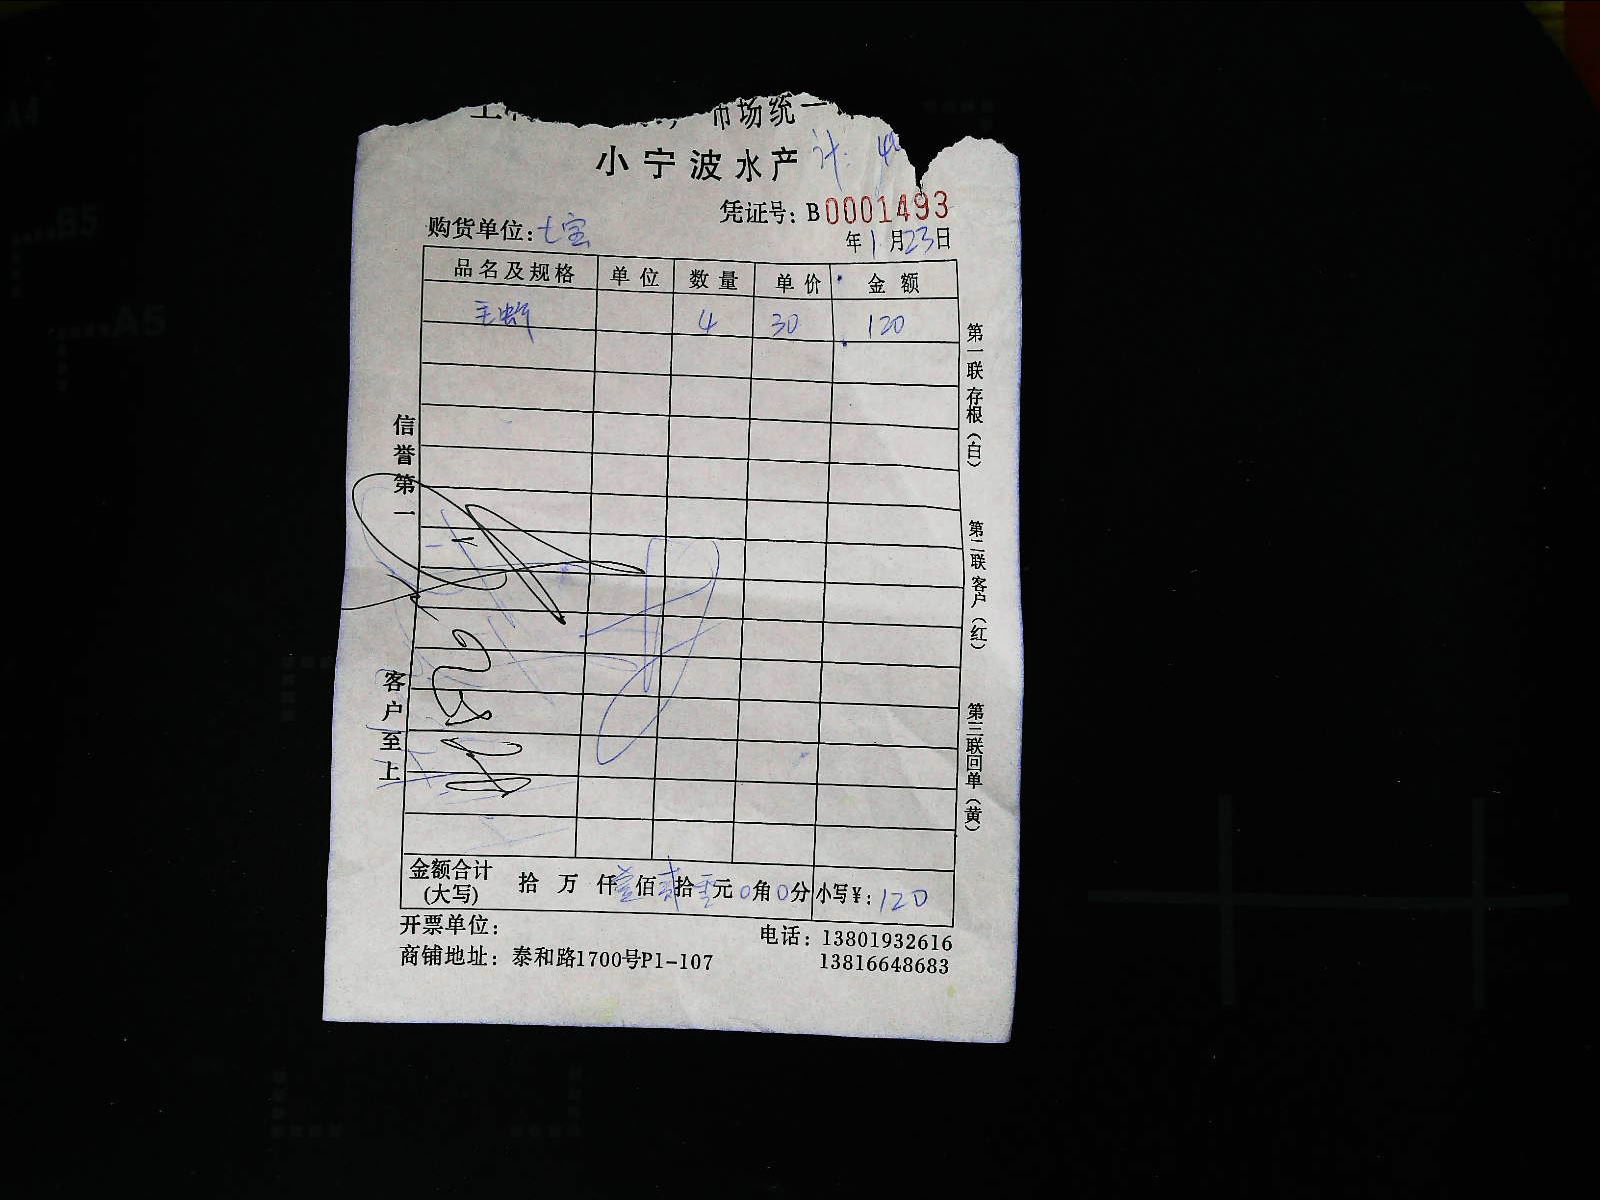 市场统一
小宁波水产 计:
凭证号：B0001493
购货单位：七宝
年1月23日
品名及规格 单位 数量 单价 金额
毛蚶 4 30 120
信誉第一
客户至上
第一联存根（白）
第二联客户（红）
第三联回单（黄）
金额合计(大写) 拾 万 仟壹佰贰拾零元0角0分 小写¥：120
开票单位：
电话：13801932616
商铺地址：泰和路1700号P1-107
13816648683